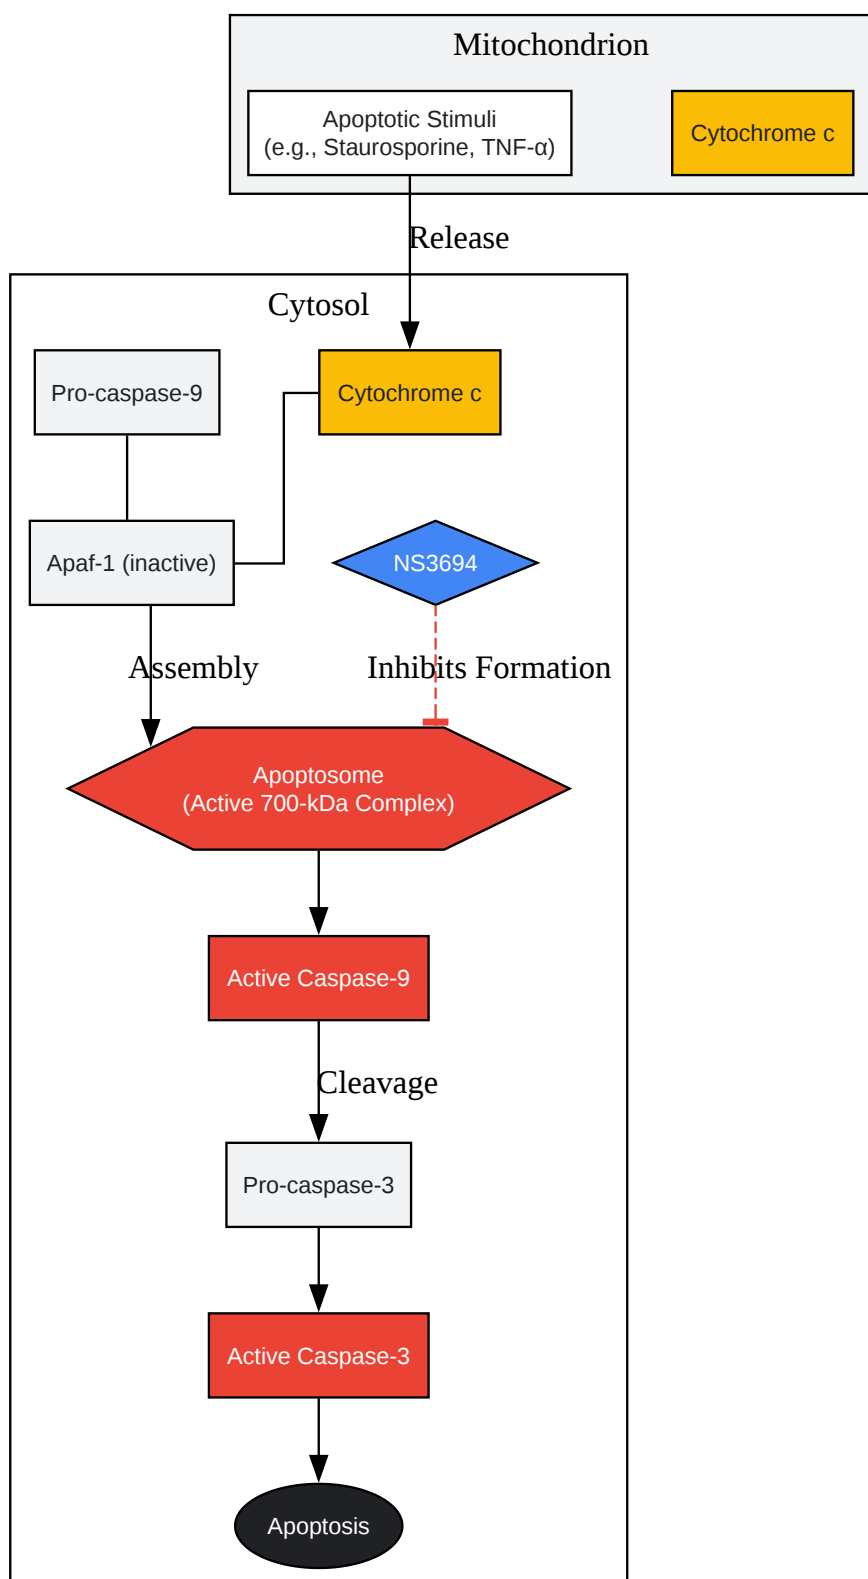 Mitochondrion
Apoptotic Stimuli
(e.g., Staurosporine, TNF-α)
Cytochrome c
Release
Cytosol
Pro-caspase-9
Cytochrome c
Apaf-1 (inactive)
NS3694
Assembly
Inhibits Formation
Apoptosome
(Active 700-kDa Complex)
Active Caspase-9
Cleavage
Pro-caspase-3
Active Caspase-3
Apoptosis